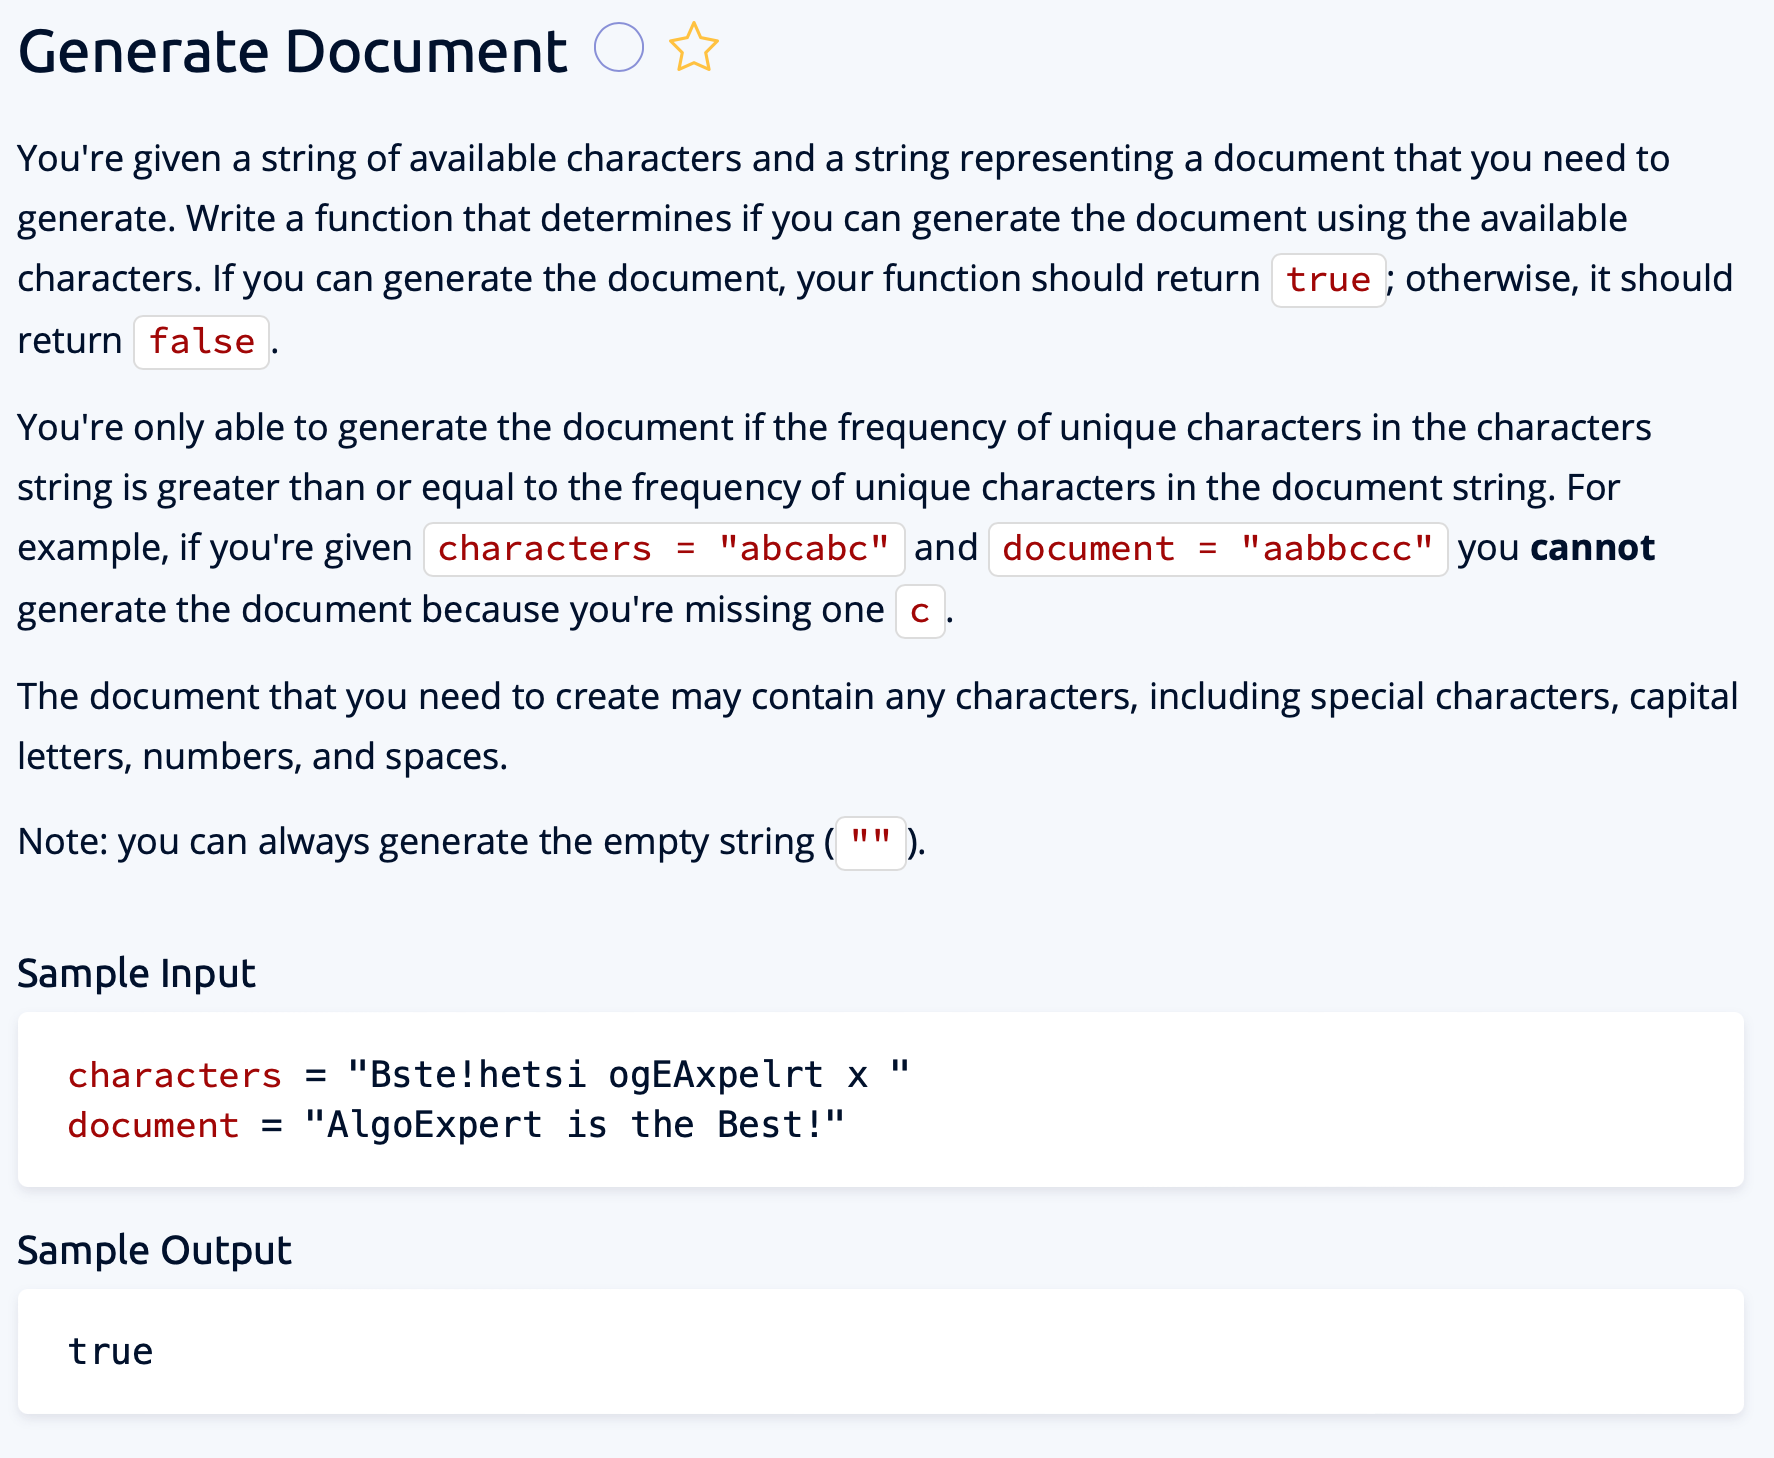 Generate Document
You're given a string of available characters and a string representing a document that you need to
generate. Write a function that determines if you can generate the document using the available
characters. If you can generate the document, your function should return true; otherwise, it should
return false.
You're only able to generate the document if the frequency of unique characters in the characters
string is greater than or equal to the frequency of unique characters in the document string. For
example, if you're given characters = "abcabc" and document = "aabbccc" you cannot
generate the document because you're missing one c.
The document that you need to create may contain any characters, including special characters, capital
letters, numbers, and spaces.
Note: you can always generate the empty string ("").
Sample Input
characters = "Bste!hetsi ogEAxpelrt x "
document = "AlgoExpert is the Best!"
Sample Output
true